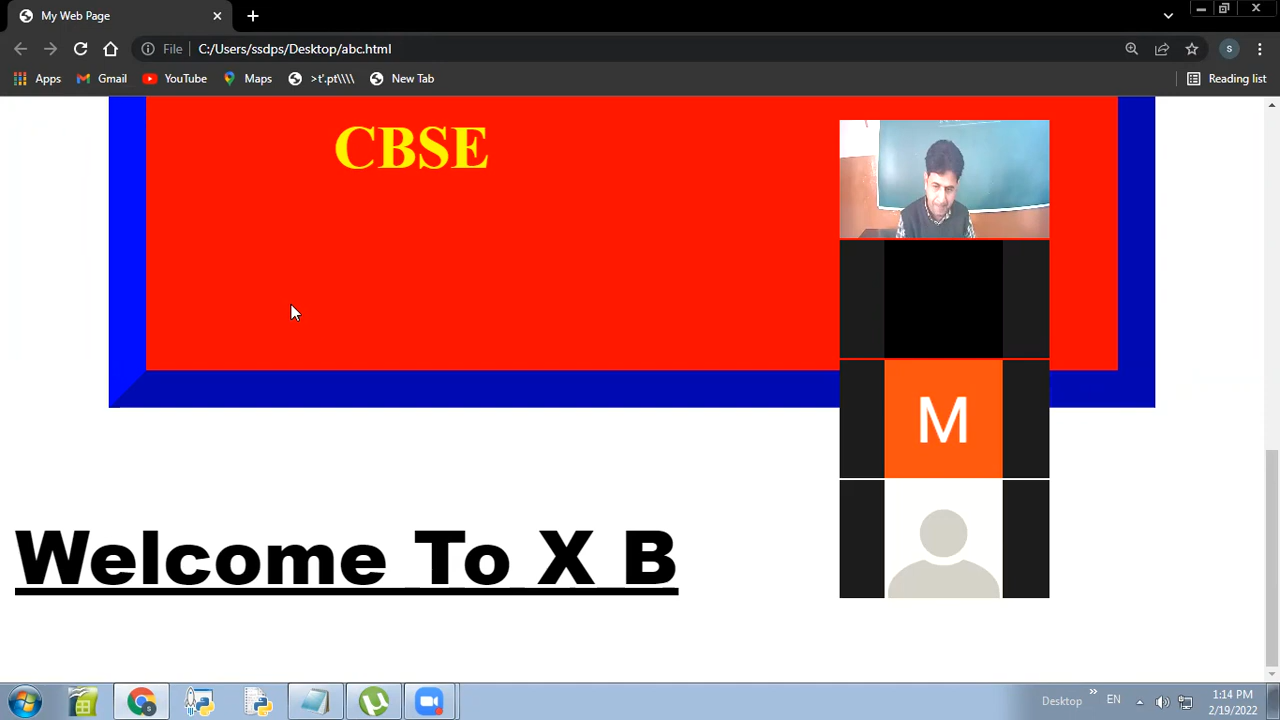 My Web Page
File C:/Users/ssdps/Desktop/abc.html
S
Apps Gmail YouTube Maps >t'.pt\\\\ New Tab Reading list
CBSE
M
Welcome To X B
Desktop » EN 1:14 PM
2/19/2022